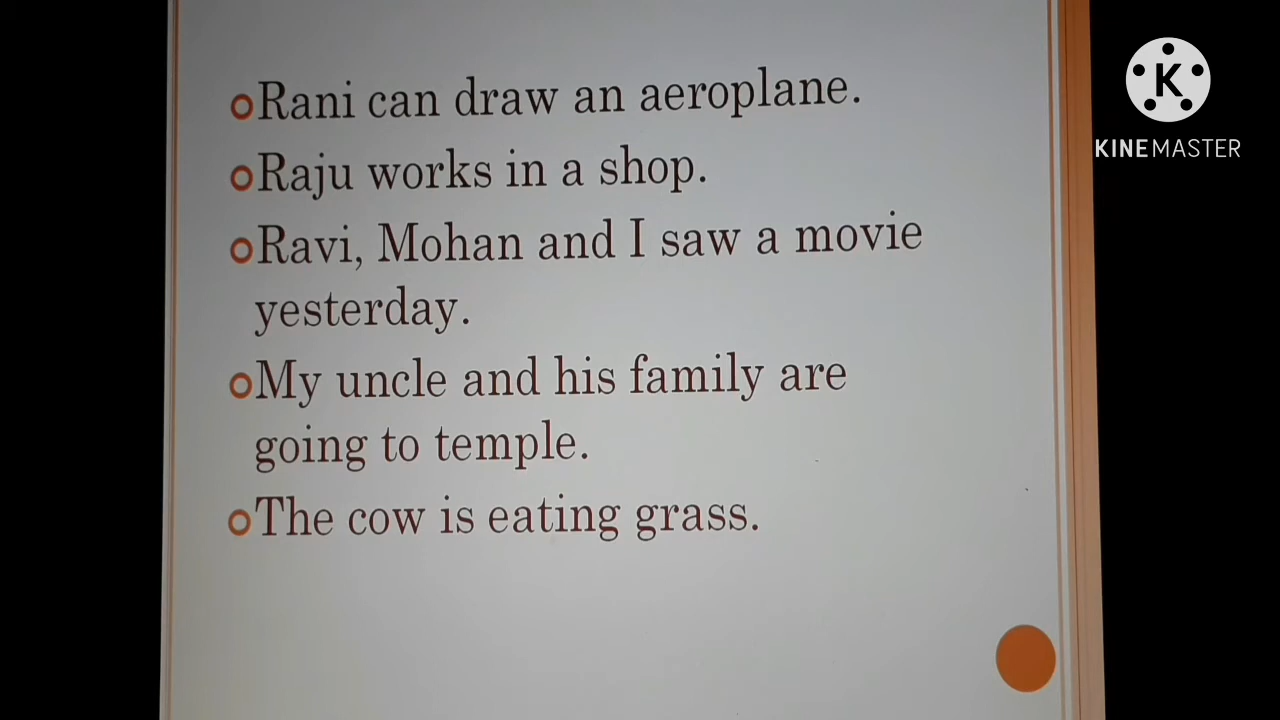 Rani can draw an aeroplane.
Raju works in a shop.
Ravi, Mohan and I saw a movie
yesterday.
My uncle and his family are
going to temple.
The cow is eating grass.
K
KINEMASTER